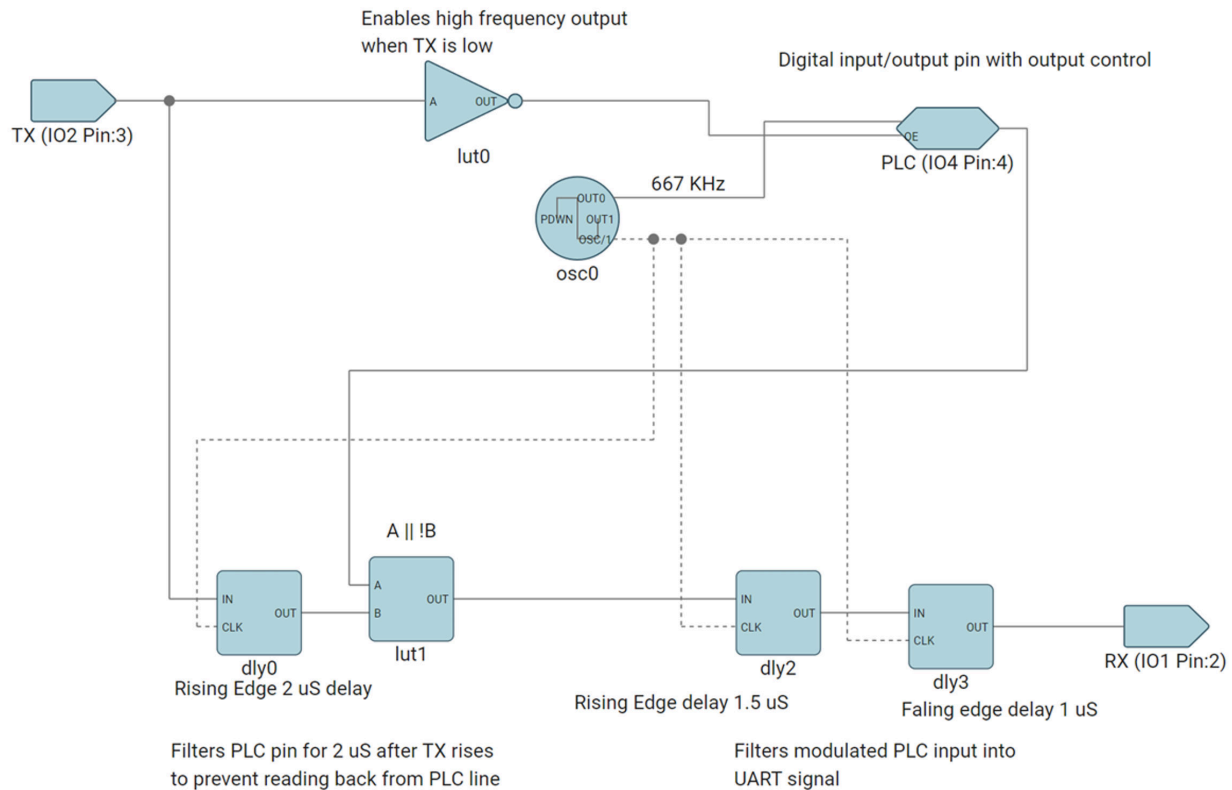 Enables high frequency output
when TX is low
Digital input/output pin with output control
TX (IO2 Pin:3)
A
OUT
lut0
OE
PLC (IO4 Pin:4)
667 KHz
OUT0
PDWN
OUT1
OSC/1
osc0
A || !B
IN
OUT
CLK
dly0
Rising Edge 2 uS delay
A
OUT
B
lut1
IN
OUT
CLK
dly2
Rising Edge delay 1.5 uS
IN
OUT
CLK
dly3
Faling edge delay 1 uS
RX (IO1 Pin:2)
Filters PLC pin for 2 uS after TX rises
to prevent reading back from PLC line
Filters modulated PLC input into
UART signal